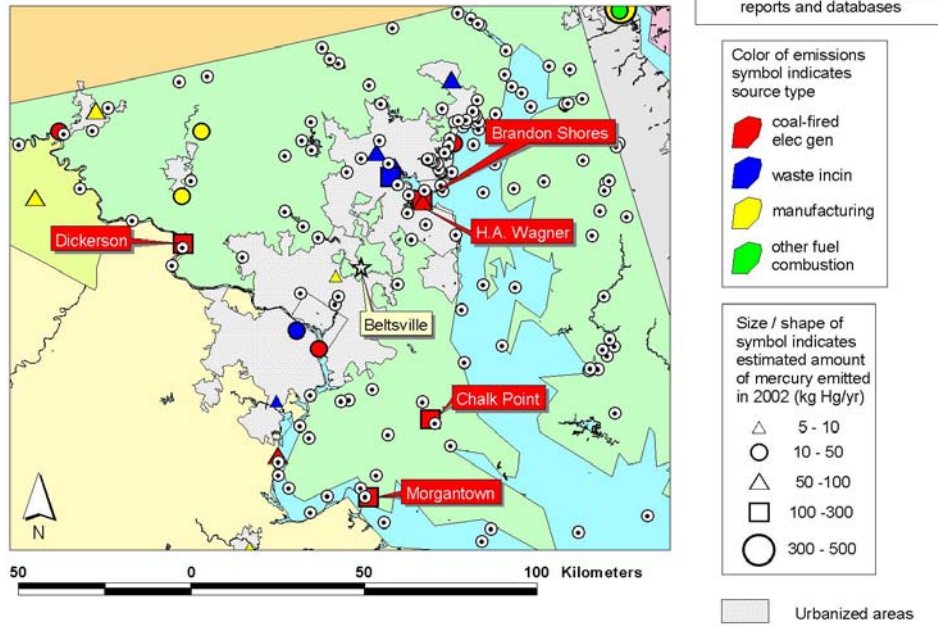 reports and databases
Color of emissions
symbol indicates
source type
coal-fired
elec gen
waste incin
manufacturing
other fuel
combustion
Brandon Shores
H.A. Wagner
Dickerson
Beltsville
Chalk Point
Morgantown
N
50 0 50 100 Kilometers
Size / shape of
symbol indicates
estimated amount
of mercury emitted
in 2002 (kg Hg/yr)
5 - 10
10 - 50
50 -100
100 -300
300 - 500
Urbanized areas